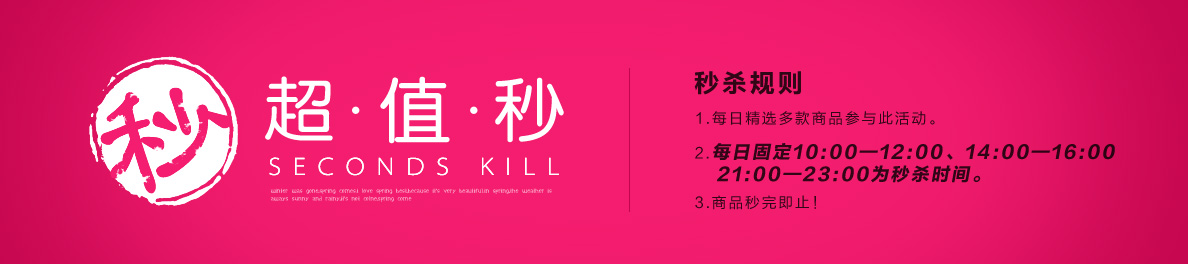 秒
超·值·秒
SECONDS KILL
秒杀规则
1.每日精选多款商品参与此活动。
2.每日固定10:00—12:00、14:00—16:00
21:00—23:00为秒杀时间。
3.商品秒完即止!